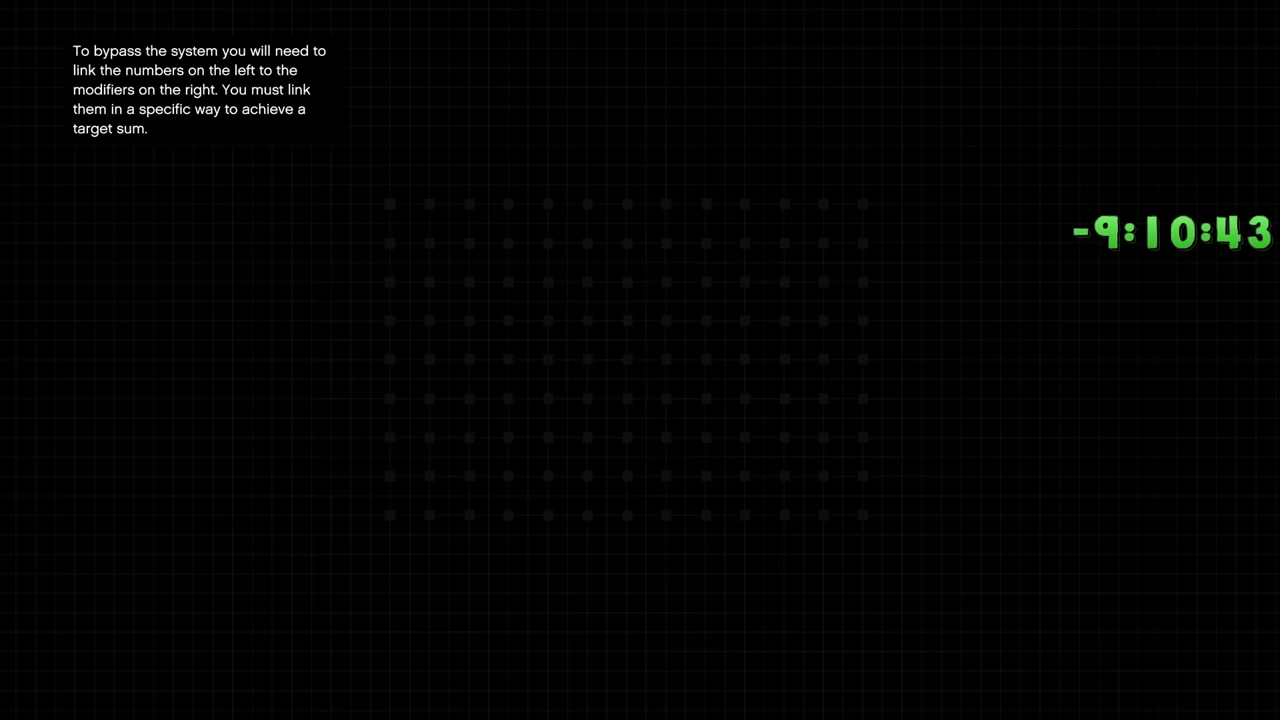 To bypass the system you will need to
link the numbers on the left to the
modifiers on the right. You must link
them in a specific way to achieve a
target sum.
-9:10:43